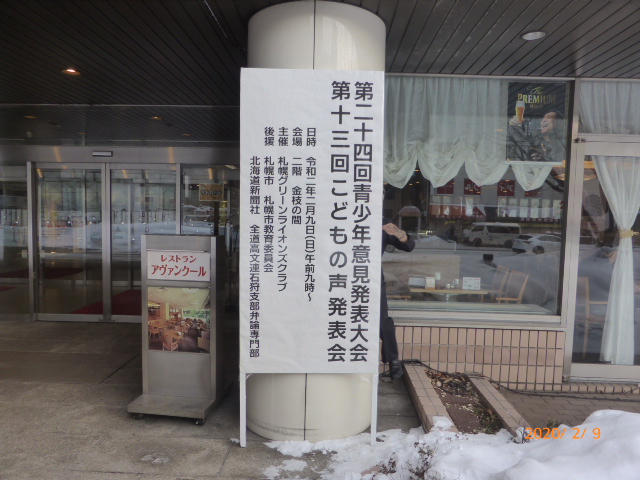 第二十四回青少年意見発表大会
第十三回こどもの声発表会
日時 令和二年二月九日(日)午前九時〜
会場 二階 金枝の間
主催 札幌グリーンライオンズクラブ
後援 札幌市 札幌市教育委員会
北海道新聞社 全道高文連石狩支部弁論専門部
レストラン
アヴァンクール
The
PREMIUM
2020/ 2/ 9